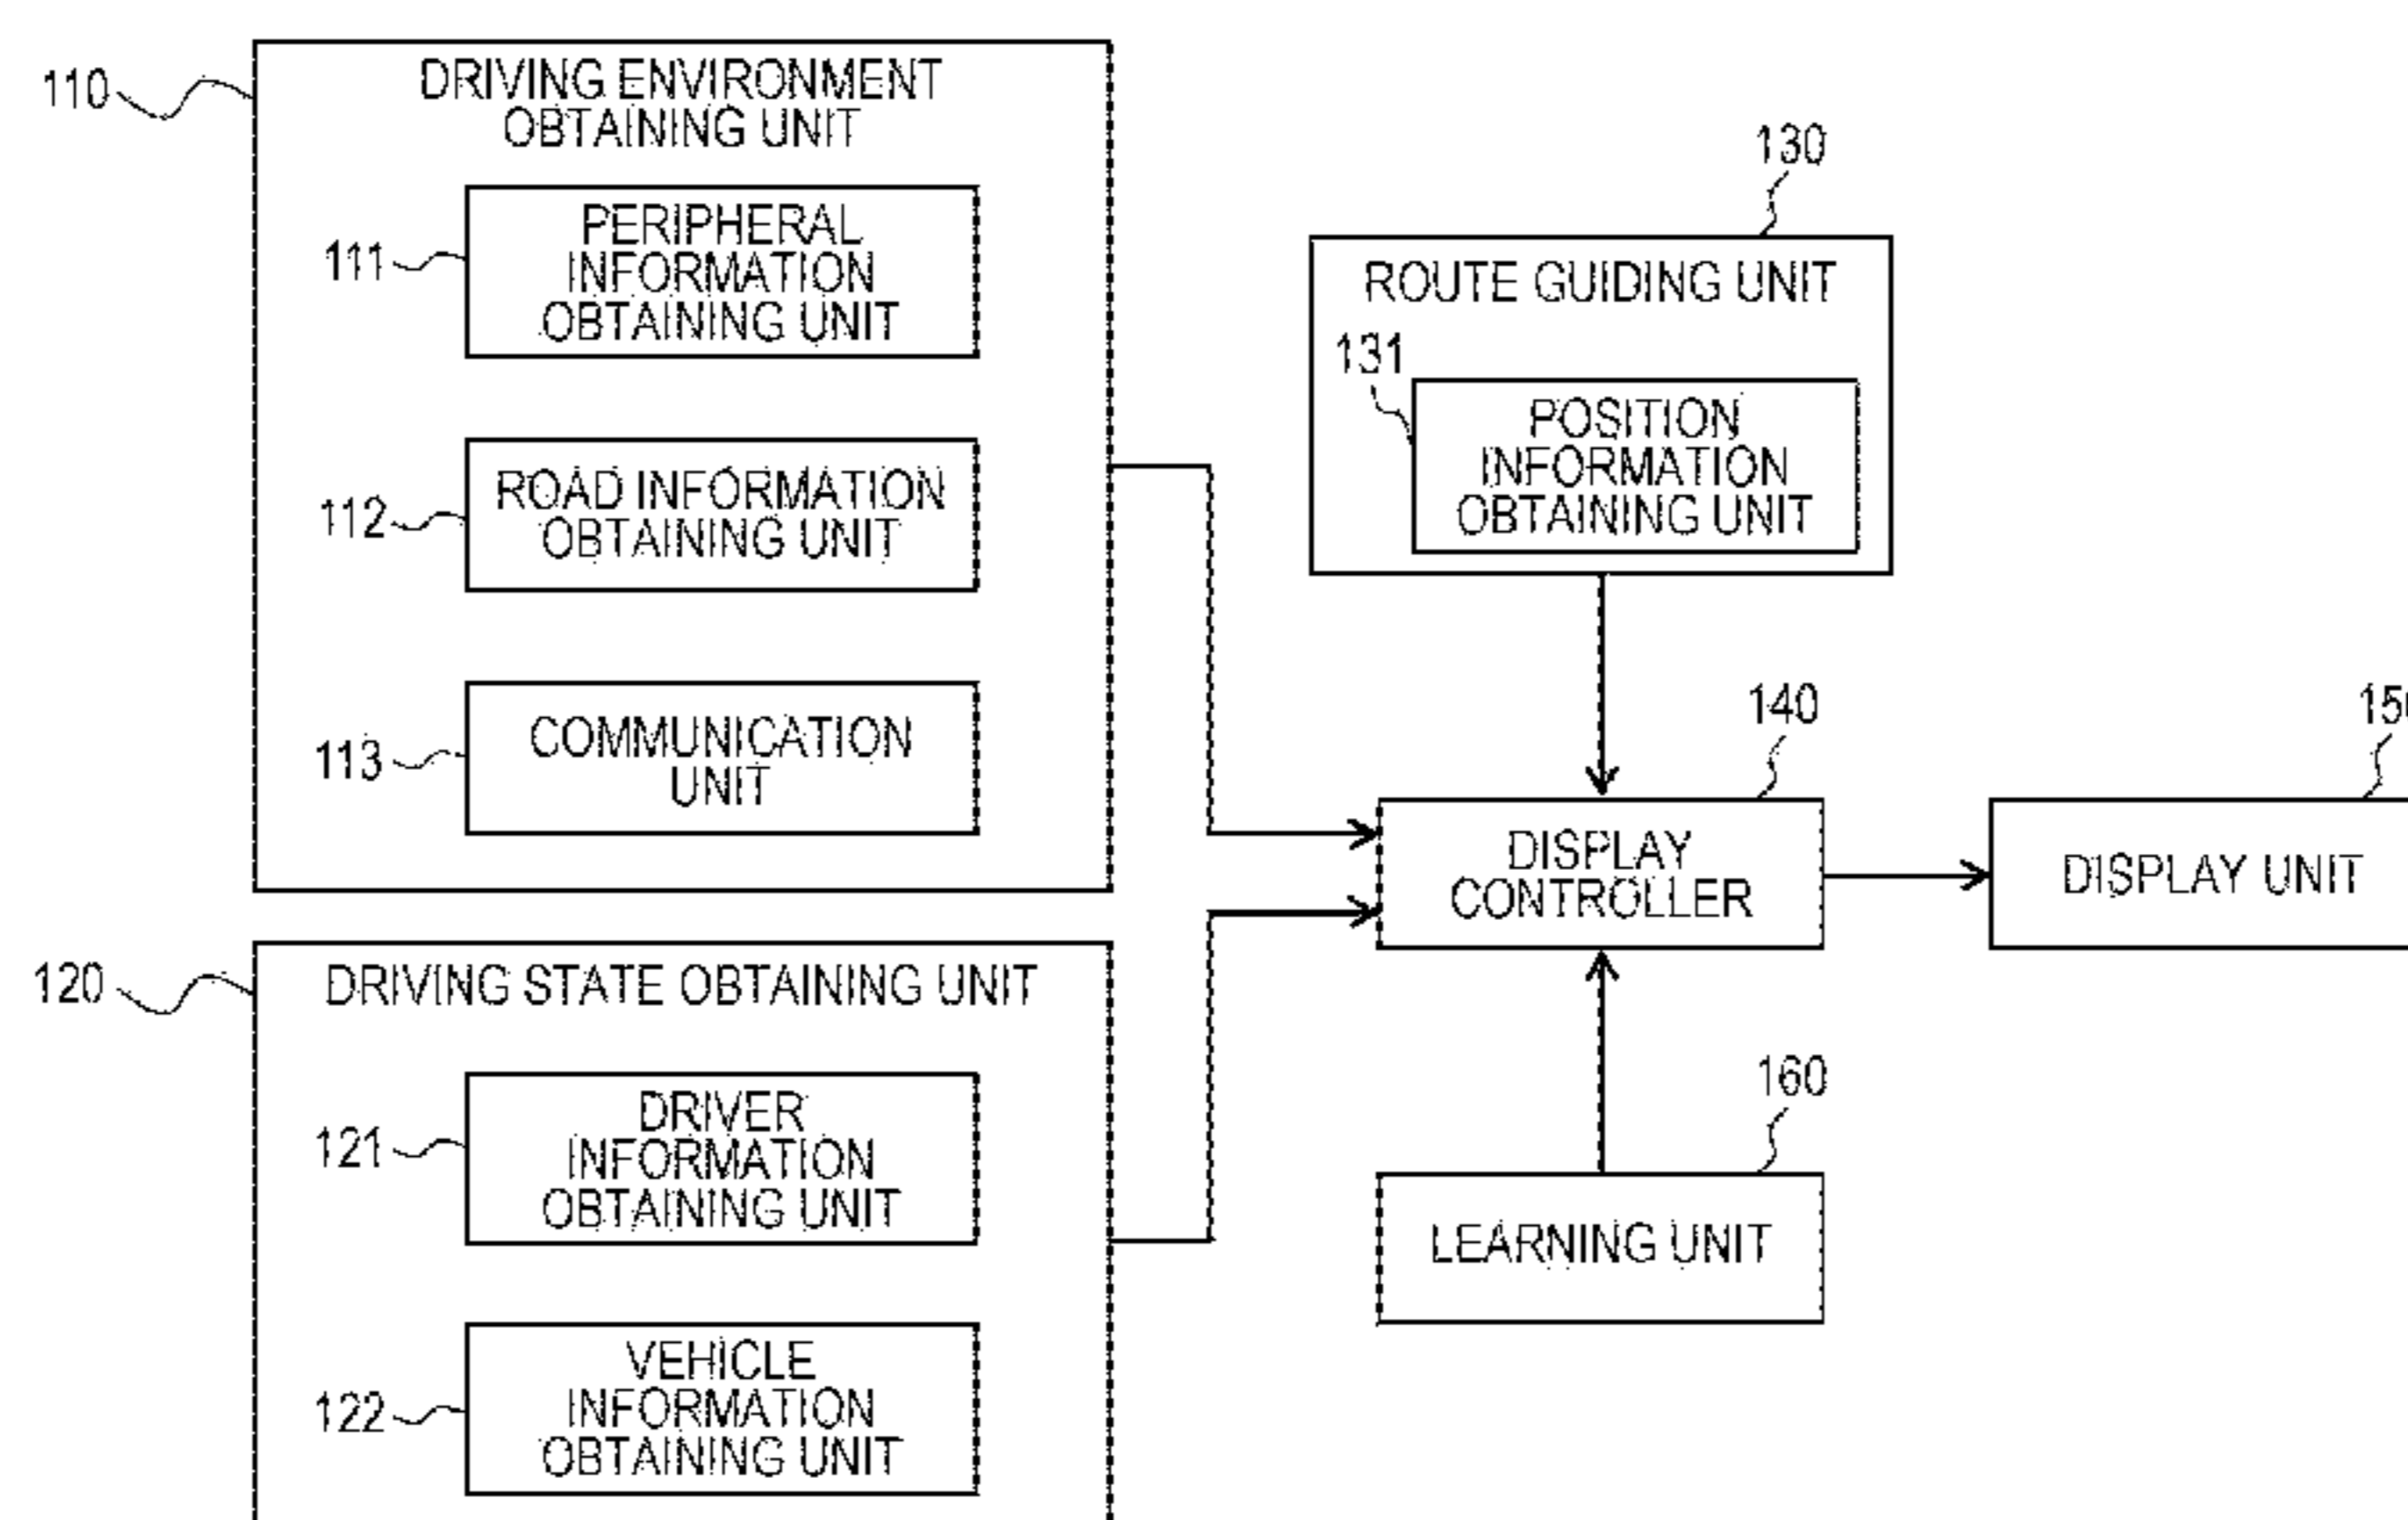 110
DRIVING ENVIRONMENT
OBTAINING UNIT
111
PERIPHERAL
INFORMATION
OBTAINING UNIT
112
ROAD INFORMATION
OBTAINING UNIT
113
COMMUNICATION
UNIT
120
DRIVING STATE OBTAINING UNIT
121
DRIVER
INFORMATION
OBTAINING UNIT
122
VEHICLE
INFORMATION
OBTAINING UNIT
130
ROUTE GUIDING UNIT
131
POSITION
INFORMATION
OBTAINING UNIT
140
DISPLAY
CONTROLLER
150
DISPLAY UNIT
160
LEARNING UNIT